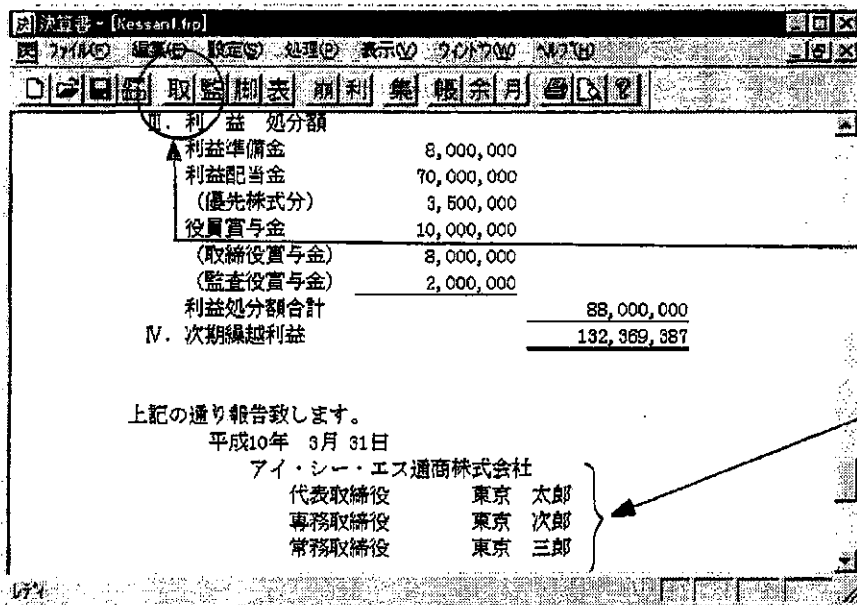 決算書 - [Kessan1.frp]
ファイル(F) 編集(E) 設定(S) 処理(P) 表示(V) ウィンドウ(W) ヘルプ(H)
取 監 脚 表 崩 利 集 帳 余 月
Ⅲ. 利 益 処分額
利益準備金 8,000,000
利益配当金 70,000,000
(優先株式分) 3,500,000
役員賞与金 10,000,000
(取締役賞与金) 8,000,000
(監査役賞与金) 2,000,000
利益処分額合計 88,000,000
Ⅳ. 次期繰越利益 132,369,387
上記の通り報告致します。
平成10年 3月 31日
アイ・シー・エス通商株式会社
代表取締役 東京 太郎
専務取締役 東京 次郎
常務取締役 東京 三郎
レディ